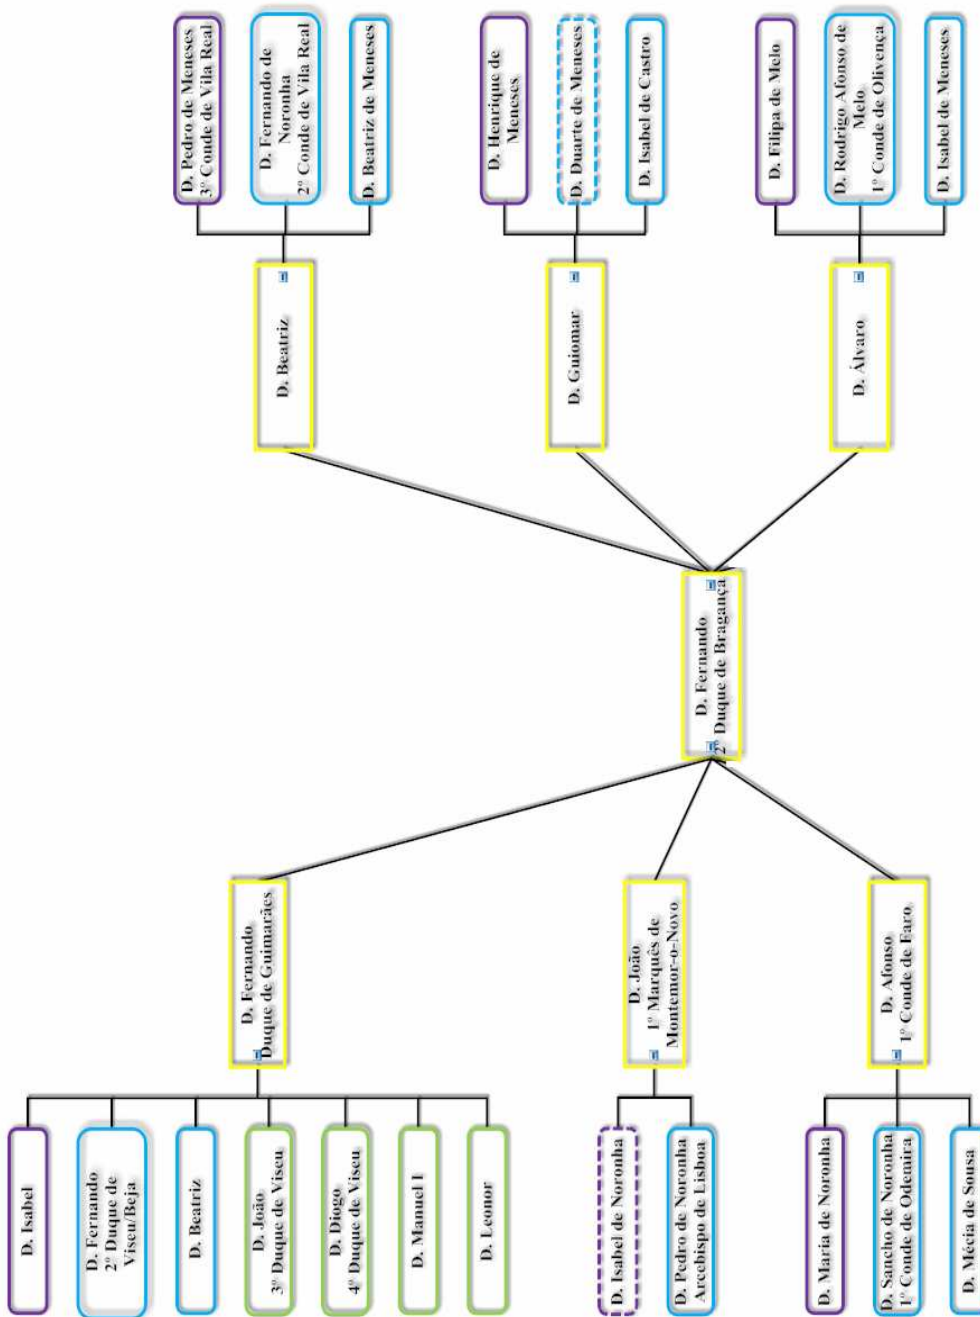 D. Isabel
D. Fernando
2º Duque de
Viseu/Beja
D. Beatriz
D. João
3º Duque de Viseu
D. Diogo
4º Duque de Viseu
D. Manuel I
D. Leonor
D. Isabel de Noronha
D. Pedro de Noronha
Arcebispo de Lisboa
D. Maria de Noronha
D. Sancho de Noronha
1º Conde de Odemira
D. Mécia de Sousa
D. Fernando
Duque de Guimarães
D. João
1º Marquês de
Montemor-o-Novo
D. Afonso
1º Conde de Faro
D. Fernando
2º Duque de Bragança
D. Beatriz
D. Guiomar
D. Álvaro
D. Pedro de Meneses
3º Conde de Vila Real
D. Fernando de
Noronha
2º Conde de Vila Real
D. Beatriz de Meneses
D. Henrique de
Meneses
D. Duarte de Meneses
D. Isabel de Castro
D. Filipa de Melo
D. Rodrigo Afonso de
Melo
1º Conde de Olivença
D. Isabel de Meneses